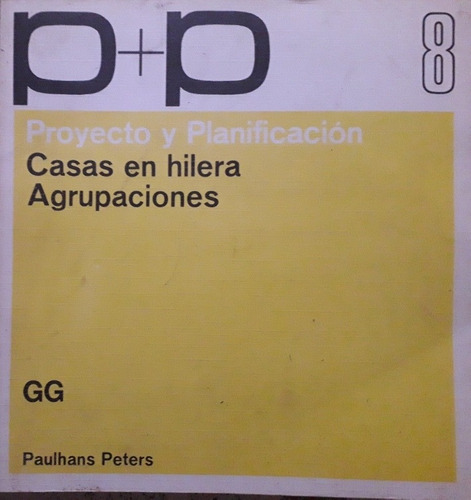 p+p 8
Proyecto y Planificación
Casas en hilera
Agrupaciones
GG
Paulhans Peters